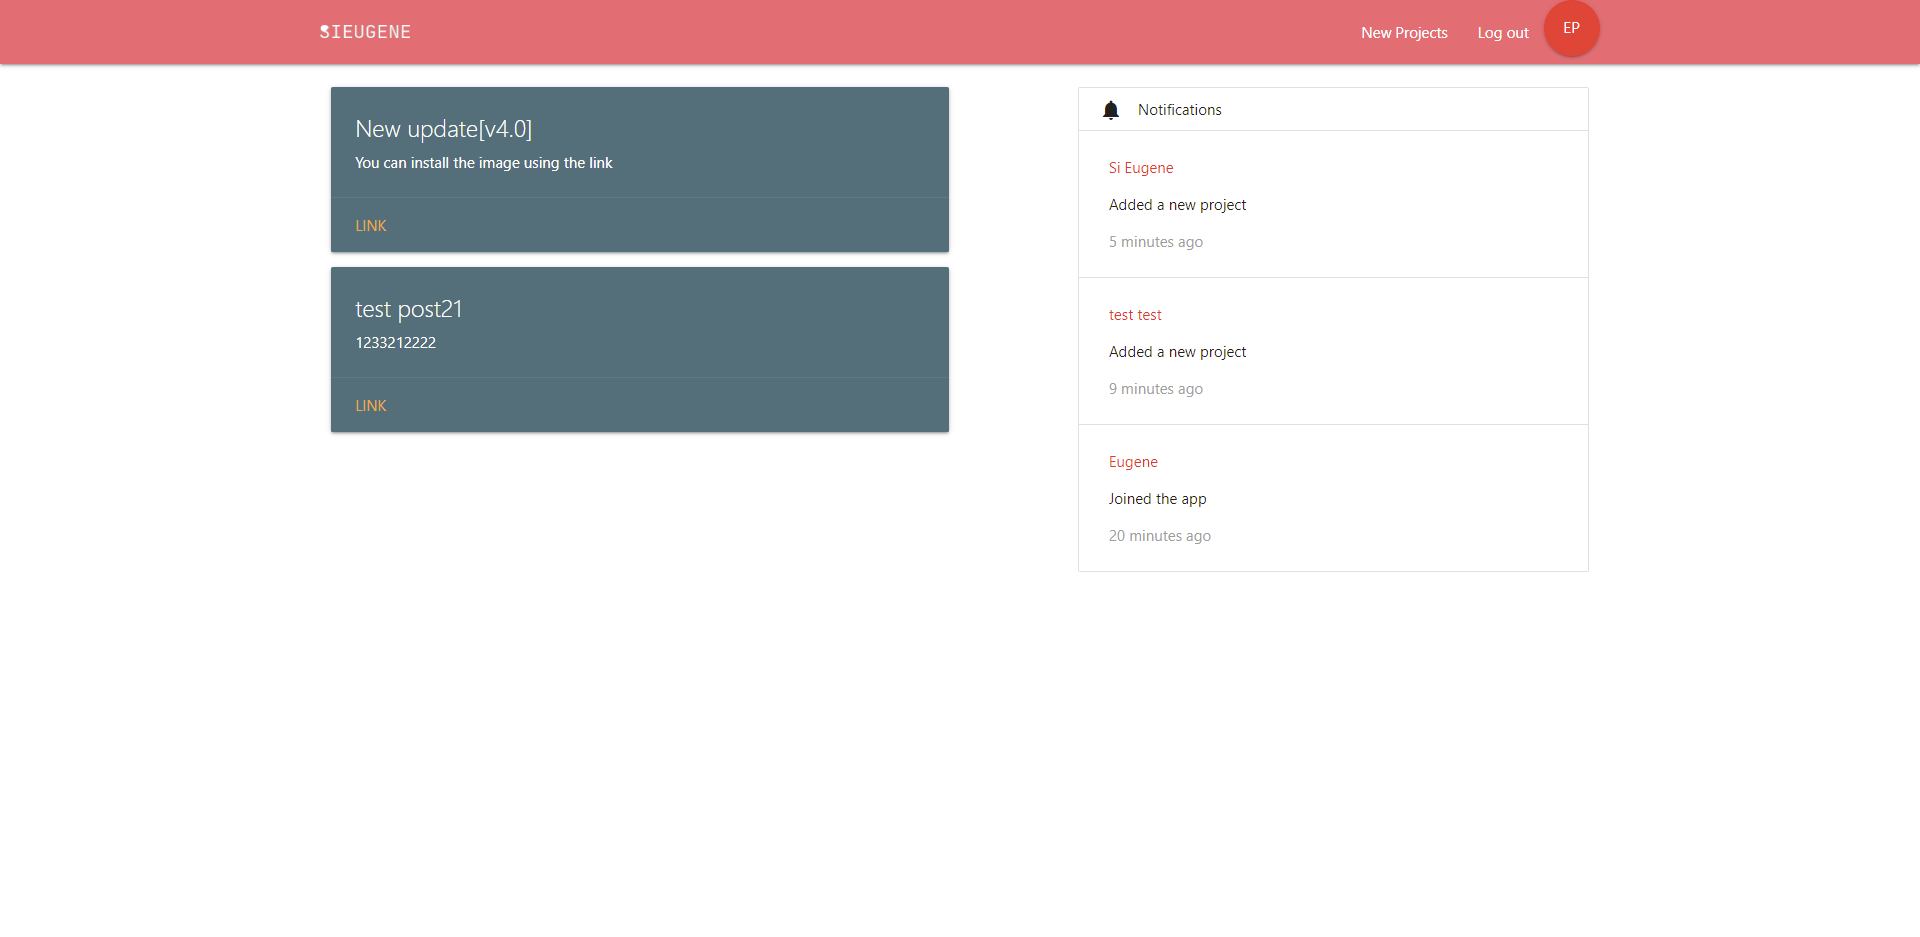 SIEUGENE
New Projects
Log out
EP
New update[v4.0]
You can install the image using the link
LINK
test post21
1233212222
LINK
Notifications
Si Eugene
Added a new project
5 minutes ago
test test
Added a new project
9 minutes ago
Eugene
Joined the app
20 minutes ago